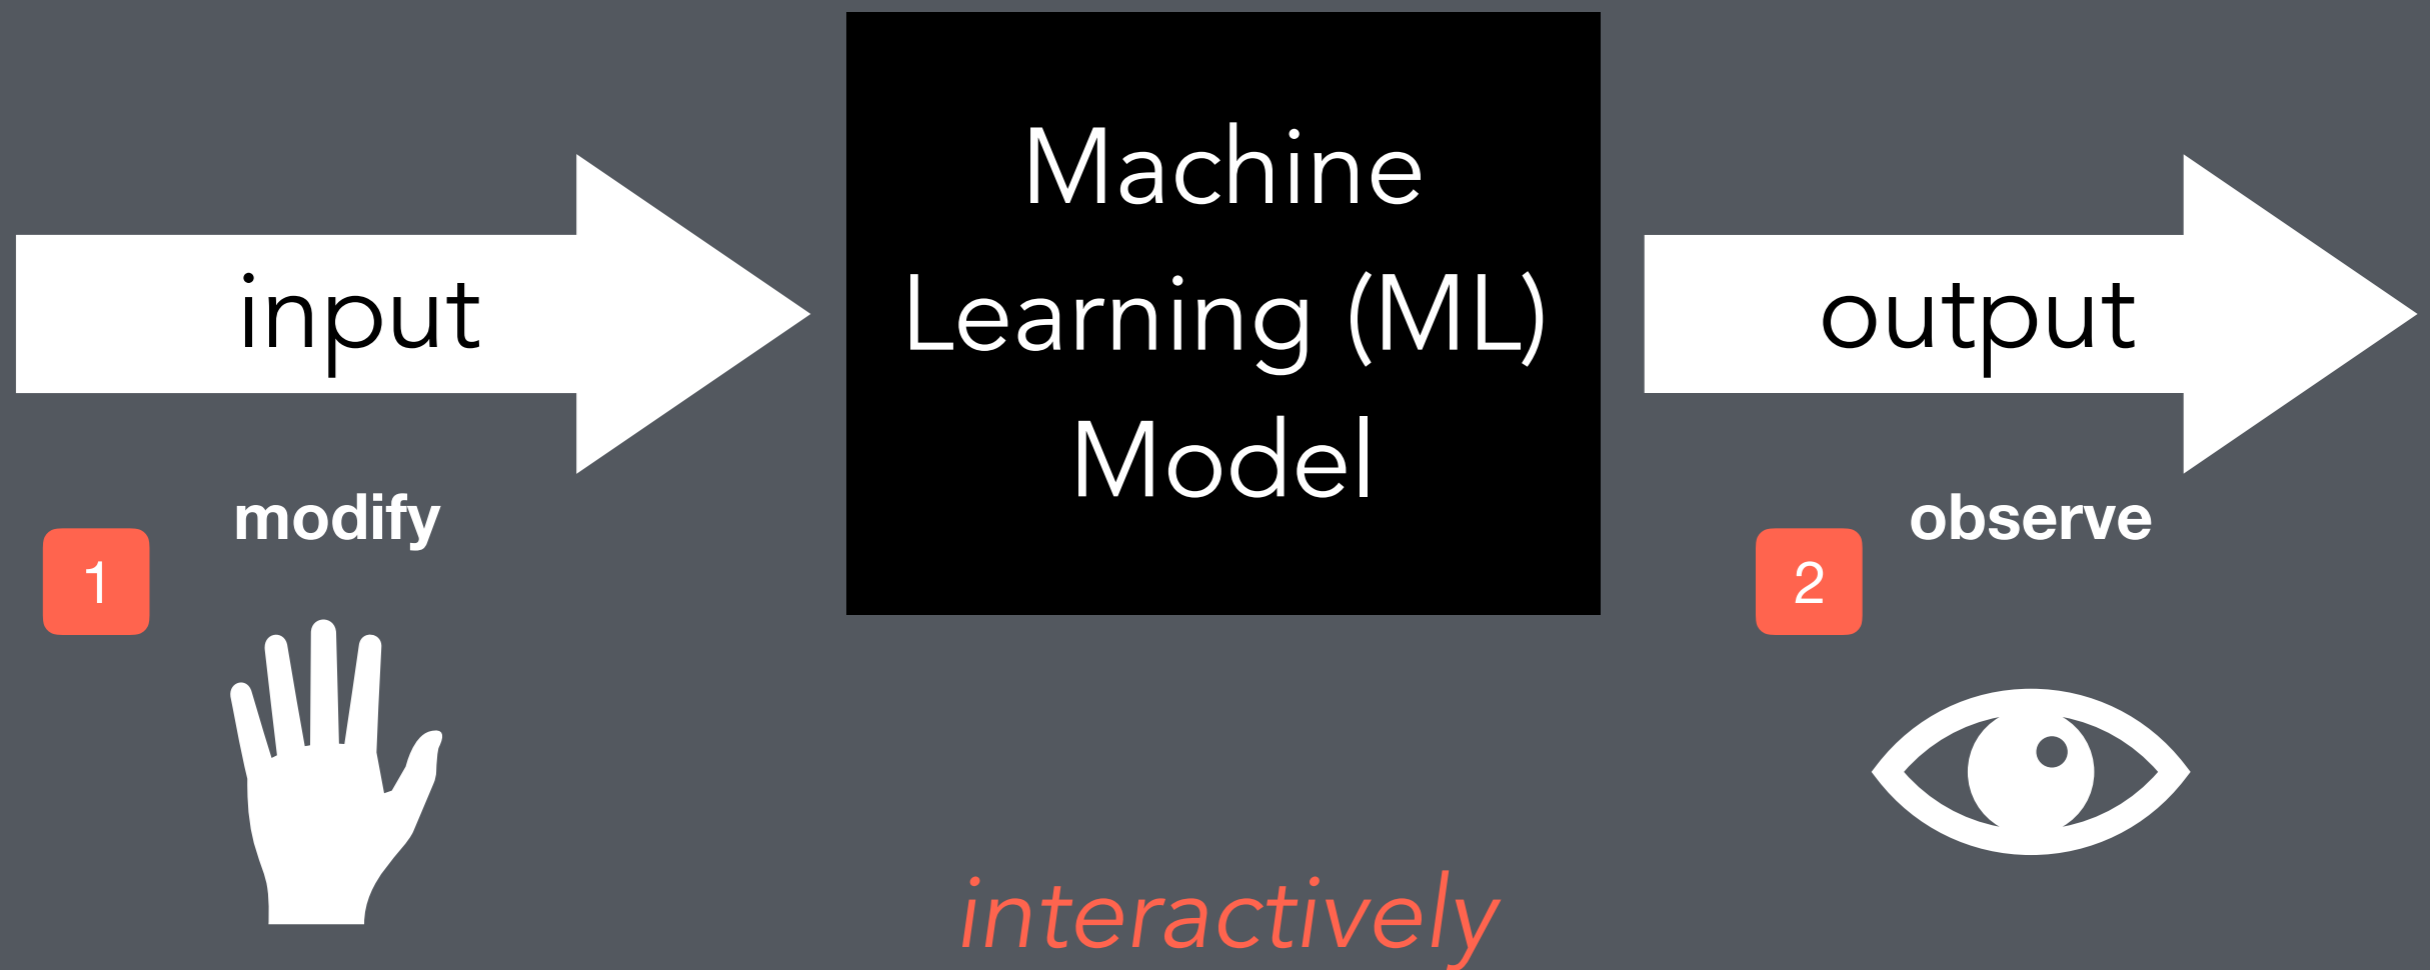 input
Machine
Learning (ML)
Model
output
modify
1
observe
2
interactively